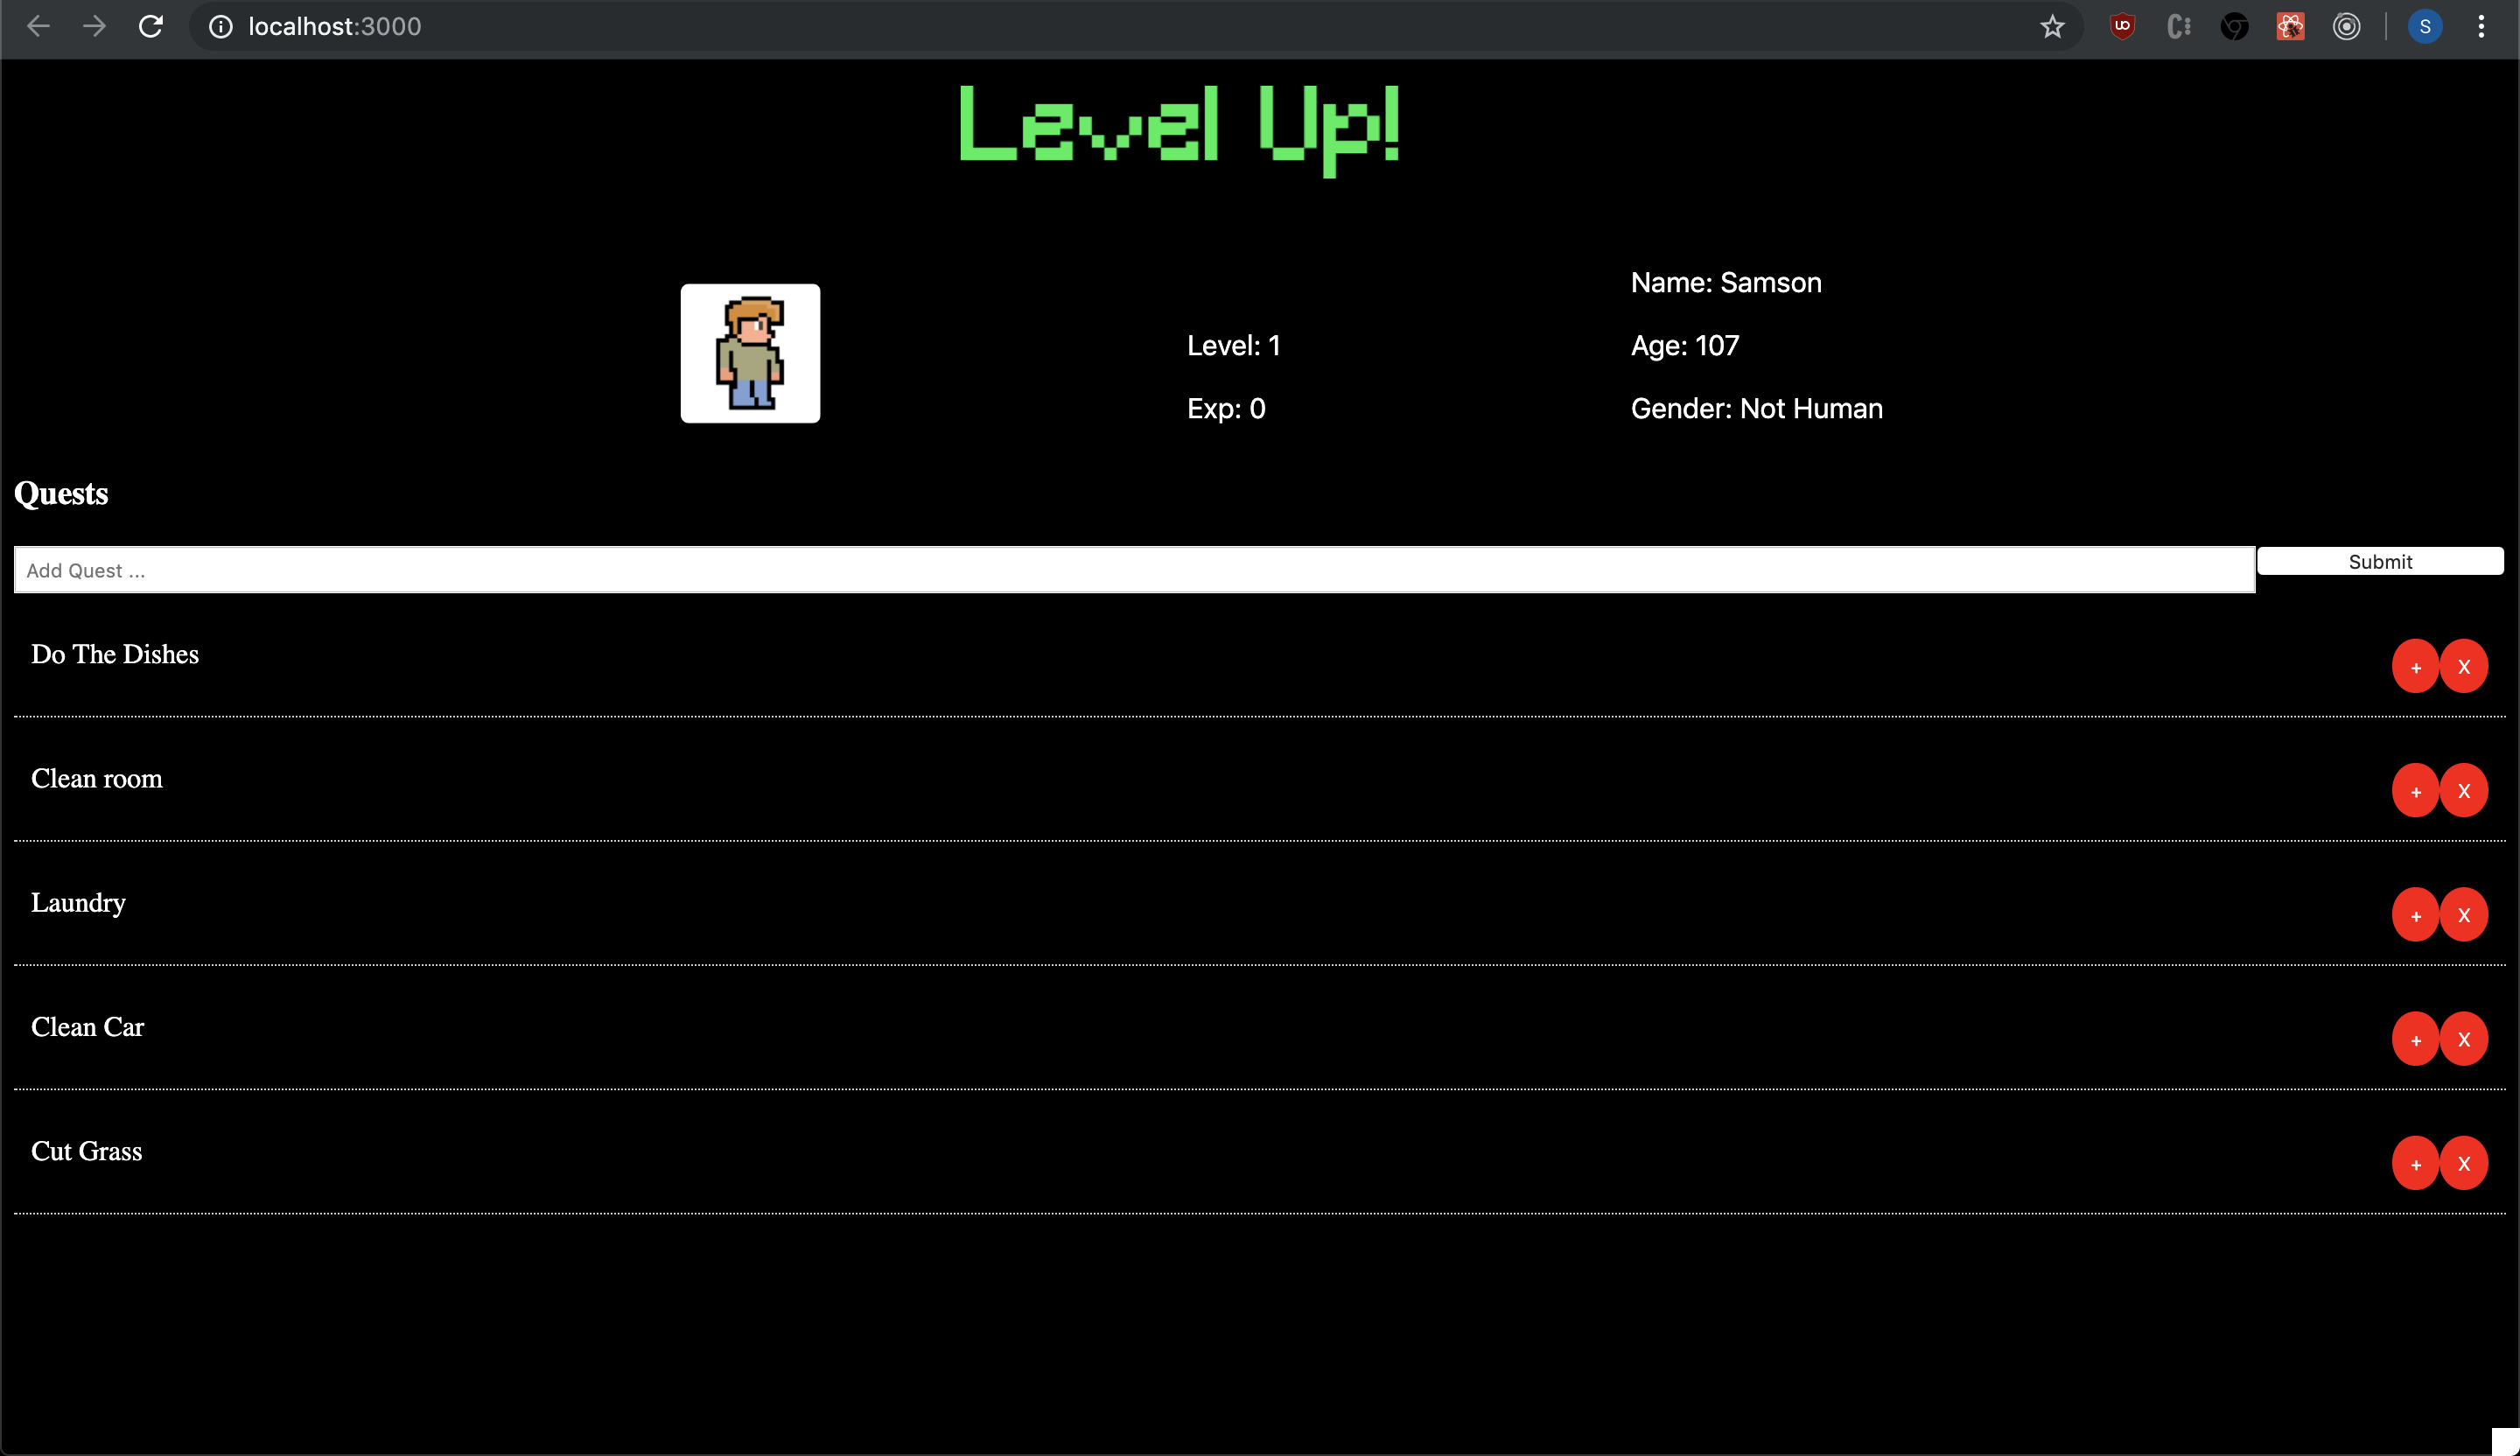 localhost:3000
S
Level Up!
Name: Samson
Level: 1
Age: 107
Exp: 0
Gender: Not Human
Quests
Add Quest ...
Submit
Do The Dishes
+ X
Clean room
+ X
Laundry
+ X
Clean Car
+ X
Cut Grass
+ X